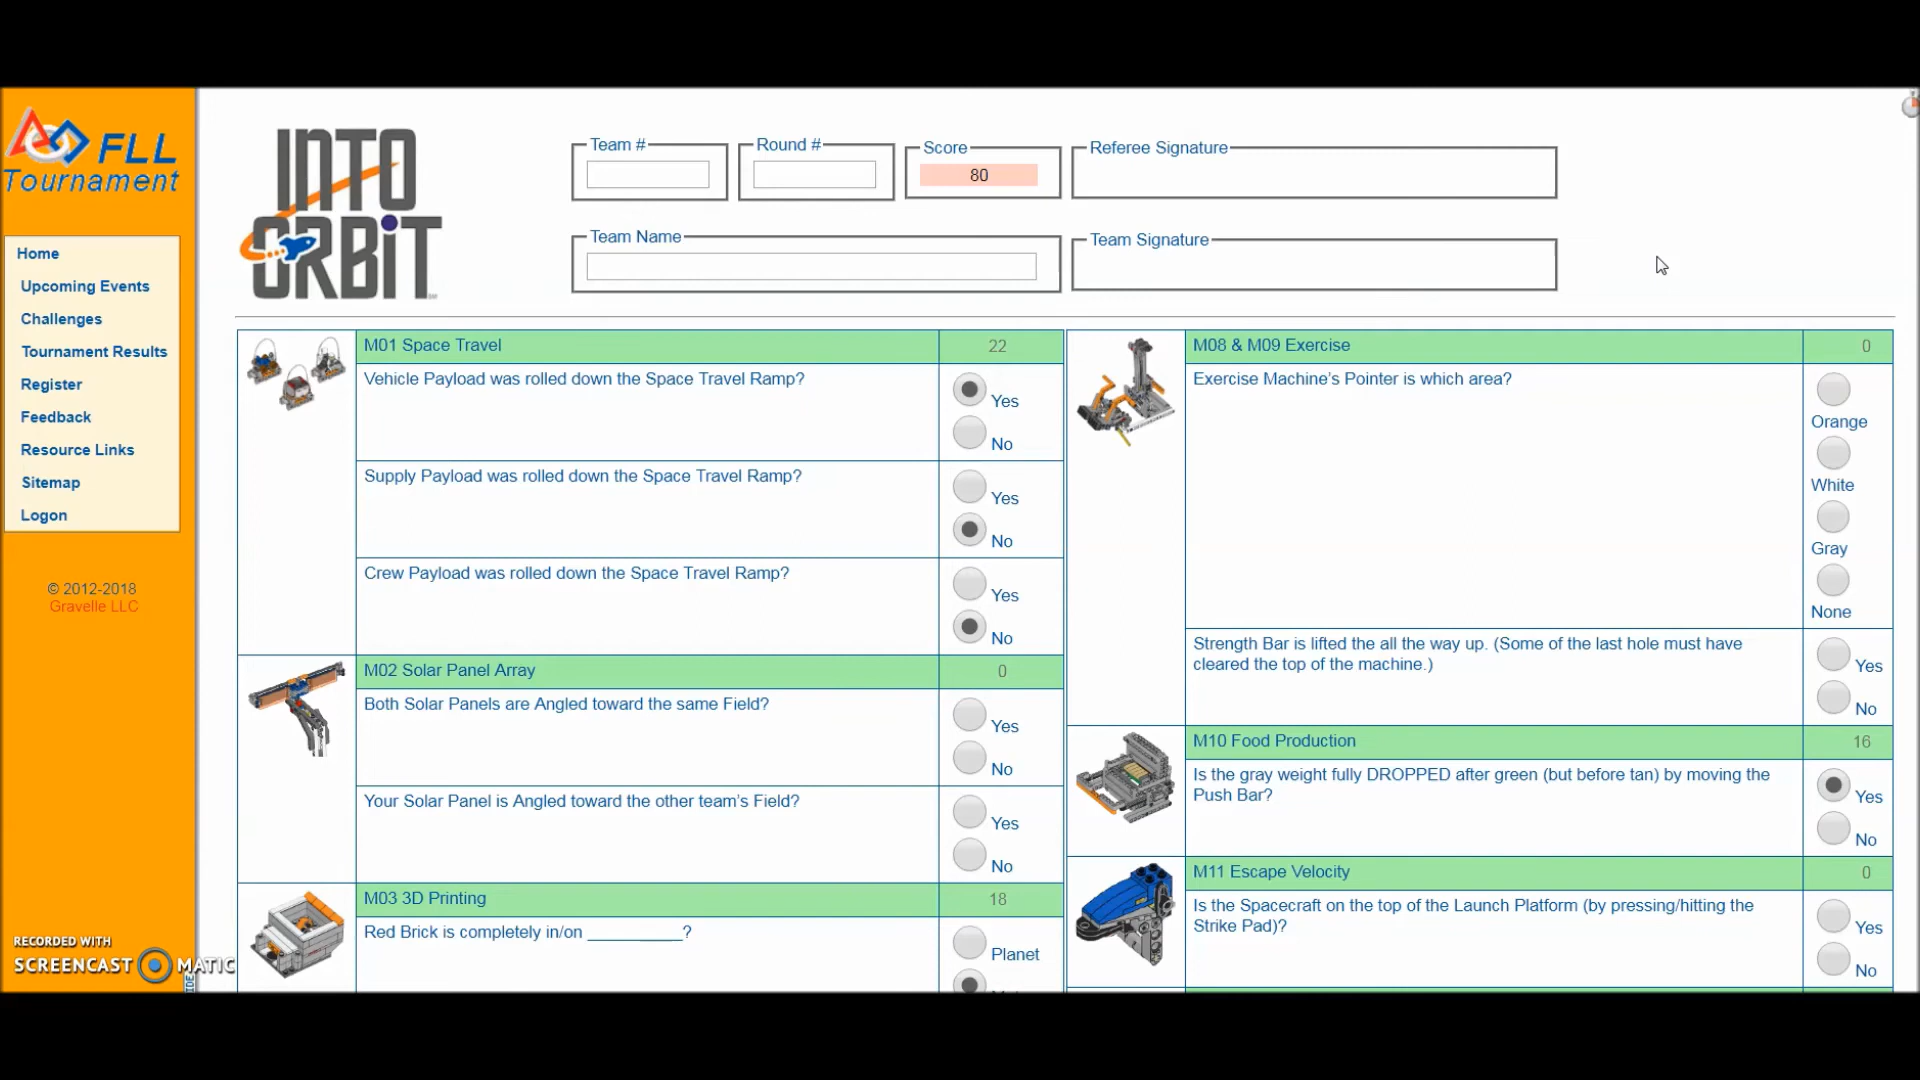 FLL
Tournament
Home
Upcoming Events
Challenges
Tournament Results
Register
Feedback
Resource Links
Sitemap
Logon
© 2012-2018
Gravelle LLC
RECORDED WITH
SCREENCAST MATIC
INTO
ORBIT
Team #
Round #
Score
80
Referee Signature
Team Name
Team Signature
M01 Space Travel 22
Vehicle Payload was rolled down the Space Travel Ramp?
Yes
No
Supply Payload was rolled down the Space Travel Ramp?
Yes
No
Crew Payload was rolled down the Space Travel Ramp?
Yes
No
M02 Solar Panel Array 0
Both Solar Panels are Angled toward the same Field?
Yes
No
Your Solar Panel is Angled toward the other team's Field?
Yes
No
M03 3D Printing 18
Red Brick is completely in/on __________?
Planet
M08 & M09 Exercise 0
Exercise Machine's Pointer is which area?
Orange
White
Gray
None
Strength Bar is lifted the all the way up. (Some of the last hole must have
cleared the top of the machine.)
Yes
No
M10 Food Production 16
Is the gray weight fully DROPPED after green (but before tan) by moving the
Push Bar?
Yes
No
M11 Escape Velocity 0
Is the Spacecraft on the top of the Launch Platform (by pressing/hitting the
Strike Pad)?
Yes
No